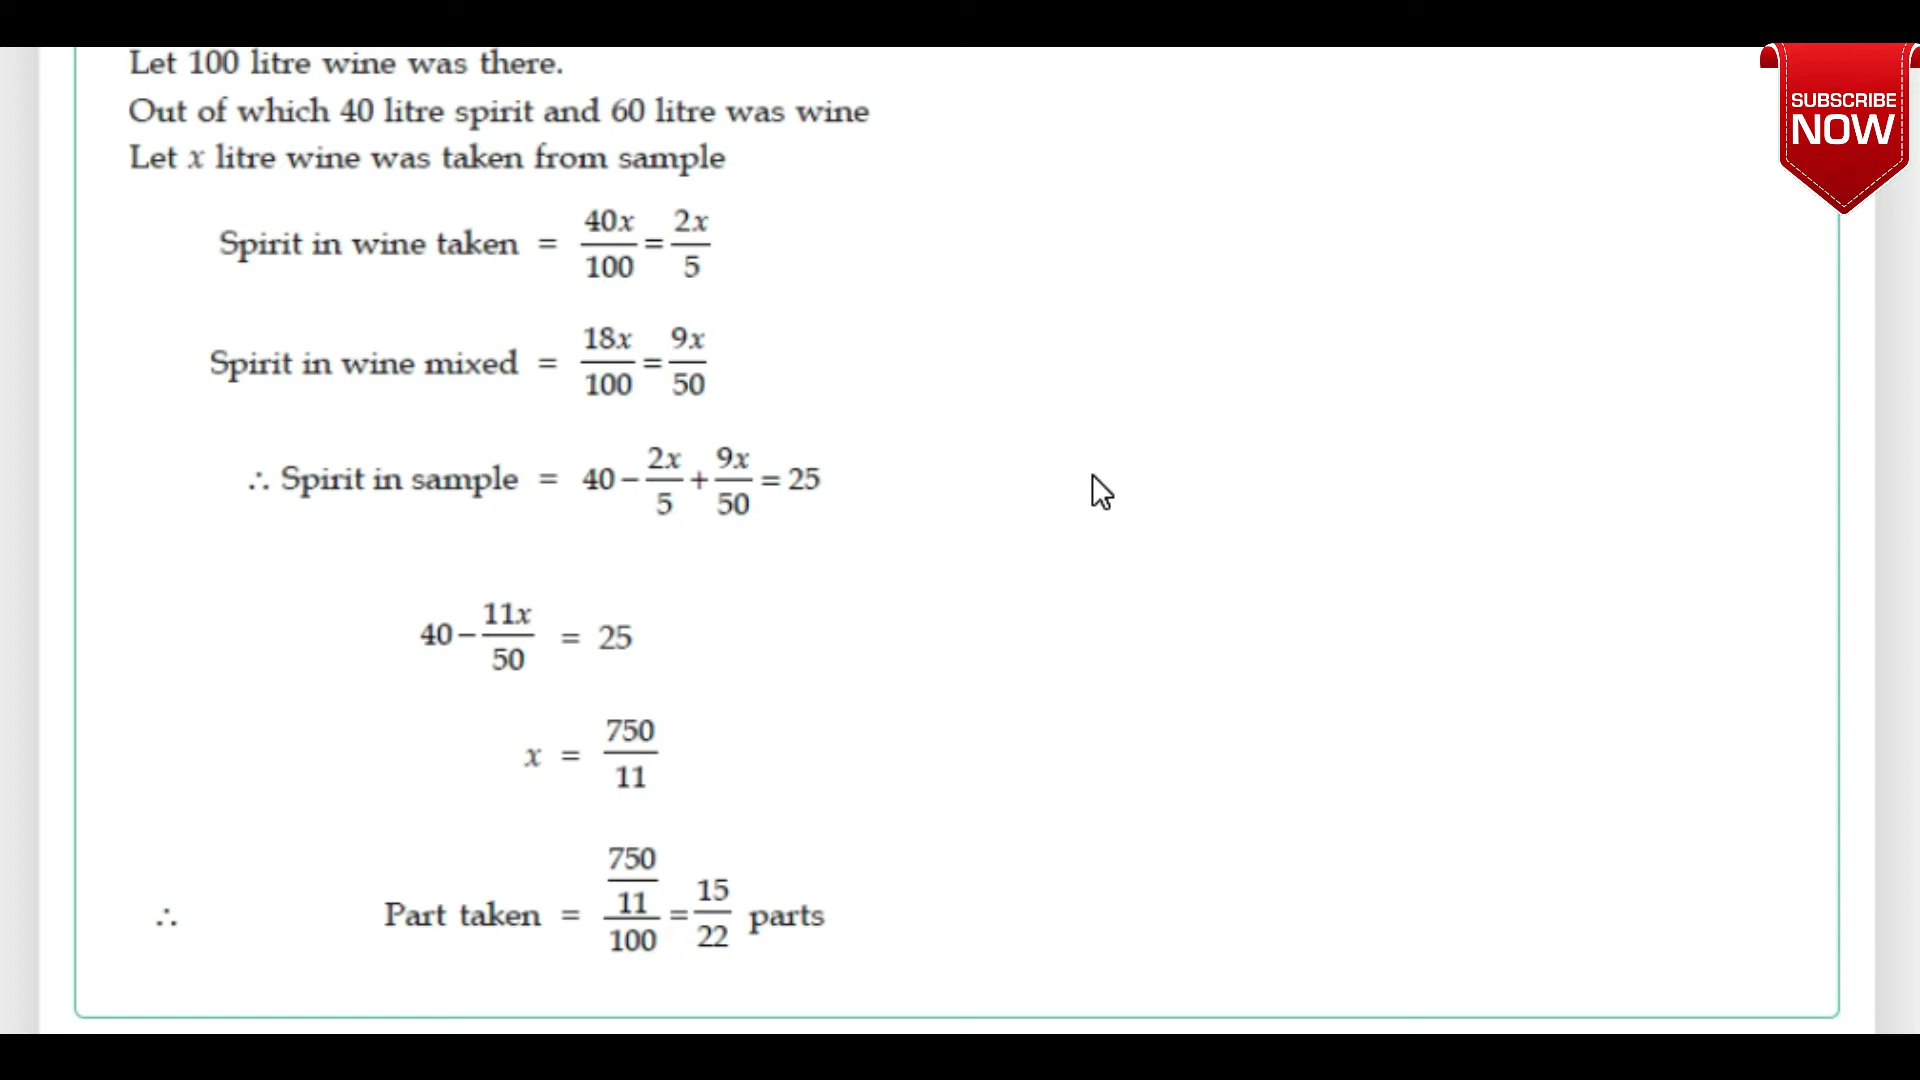 Let 100 litre wine was there.
Out of which 40 litre spirit and 60 litre was wine
Let x litre wine was taken from sample
Spirit in wine taken = 40x/100 = 2x/5
Spirit in wine mixed = 18x/100 = 9x/50
∴ Spirit in sample = 40 − 2x/5 + 9x/50 = 25
40 − 11x/50 = 25
x = 750/11
∴ Part taken = 750/11/100 = 15/22 parts
SUBSCRIBE
NOW